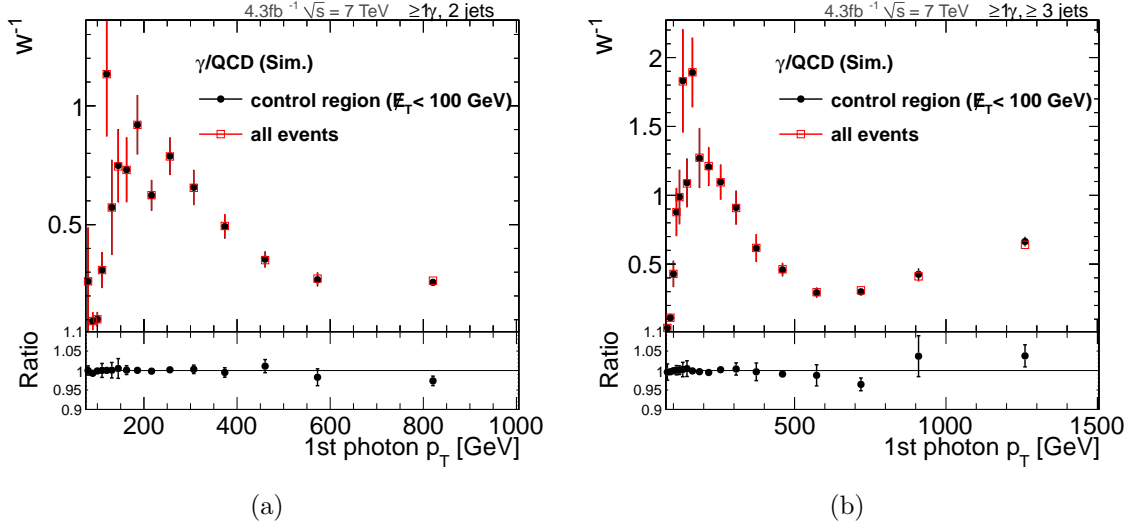 4.3fb ⁻¹ √s = 7 TeV ≥1γ, 2 jets
W⁻¹
γ/QCD (Sim.)
control region (E̸_T < 100 GeV)
all events
1
0.5
1.1
1.05
1
0.95
0.9
Ratio
200 400 600 800 1000
1st photon p_T [GeV]
(a)
4.3fb ⁻¹ √s = 7 TeV ≥1γ, ≥ 3 jets
W⁻¹
γ/QCD (Sim.)
control region (E̸_T < 100 GeV)
all events
2
1.5
1
0.5
1.1
1.05
1
0.95
0.9
Ratio
500 1000 1500
1st photon p_T [GeV]
(b)